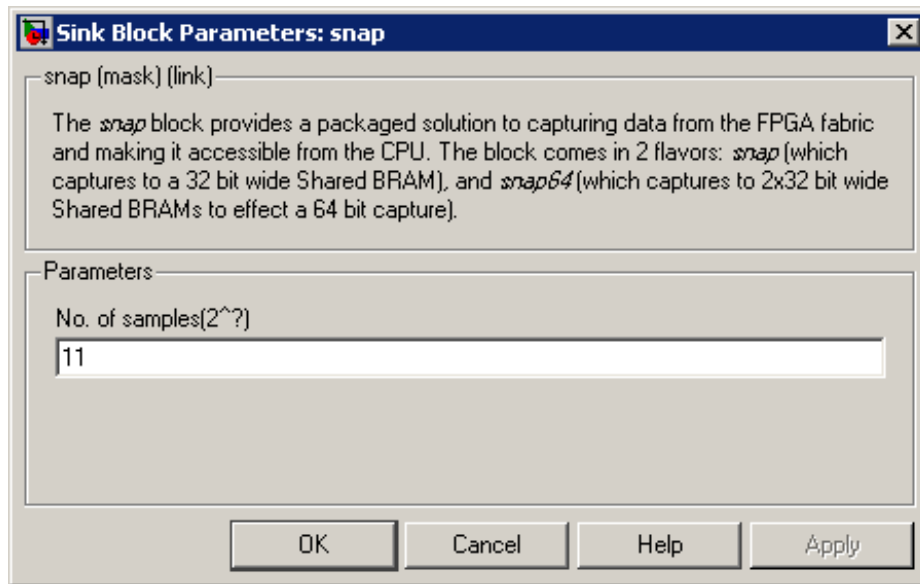 Sink Block Parameters: snap
snap (mask) (link)
The snap block provides a packaged solution to capturing data from the FPGA fabric
and making it accessible from the CPU. The block comes in 2 flavors: snap (which
captures to a 32 bit wide Shared BRAM), and snap64 (which captures to 2x32 bit wide
Shared BRAMs to effect a 64 bit capture).
Parameters
No. of samples(2^?)
11
OK Cancel Help Apply